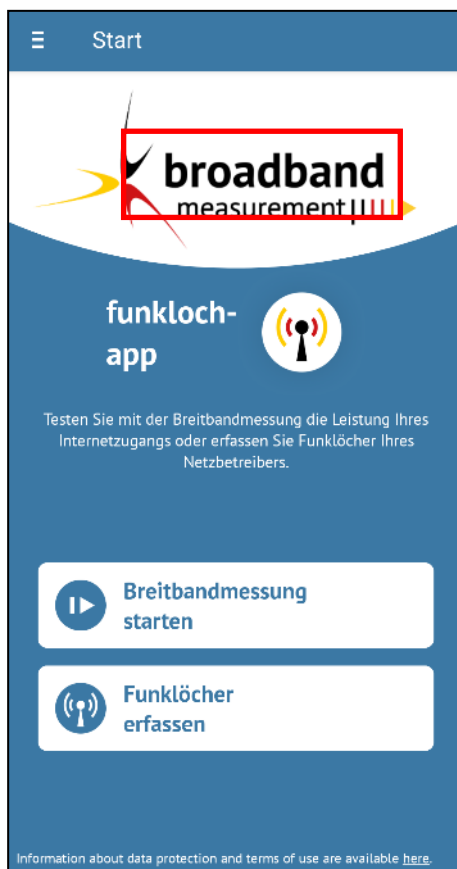 Start
broadband
measurement
funkloch-
app
Testen Sie mit der Breitbandmessung die Leistung Ihres
Internetzugangs oder erfassen Sie Funklöcher Ihres
Netzbetreibers.
Breitbandmessung
starten
Funklöcher
erfassen
Information about data protection and terms of use are available here.